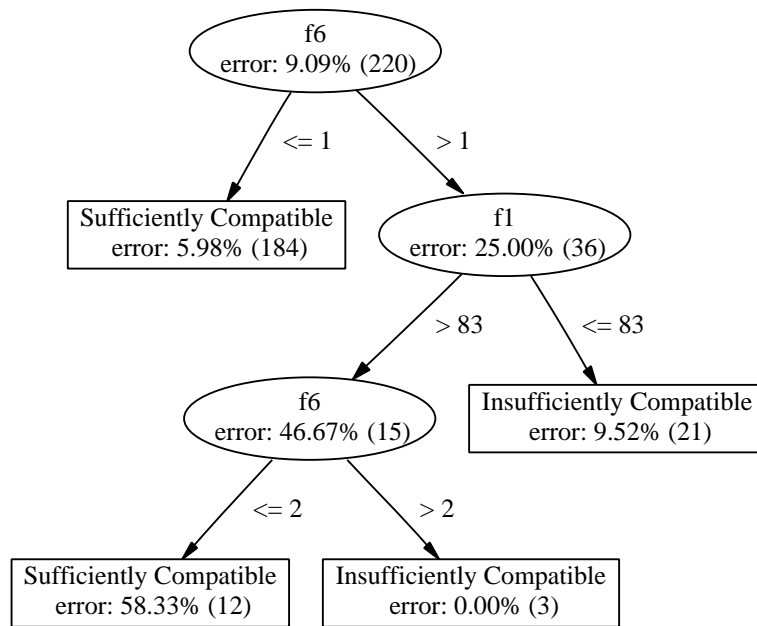 f6
error: 9.09% (220)
<= 1
> 1
Sufficiently Compatible
error: 5.98% (184)
f1
error: 25.00% (36)
> 83
<= 83
f6
error: 46.67% (15)
Insufficiently Compatible
error: 9.52% (21)
<= 2
> 2
Sufficiently Compatible
error: 58.33% (12)
Insufficiently Compatible
error: 0.00% (3)